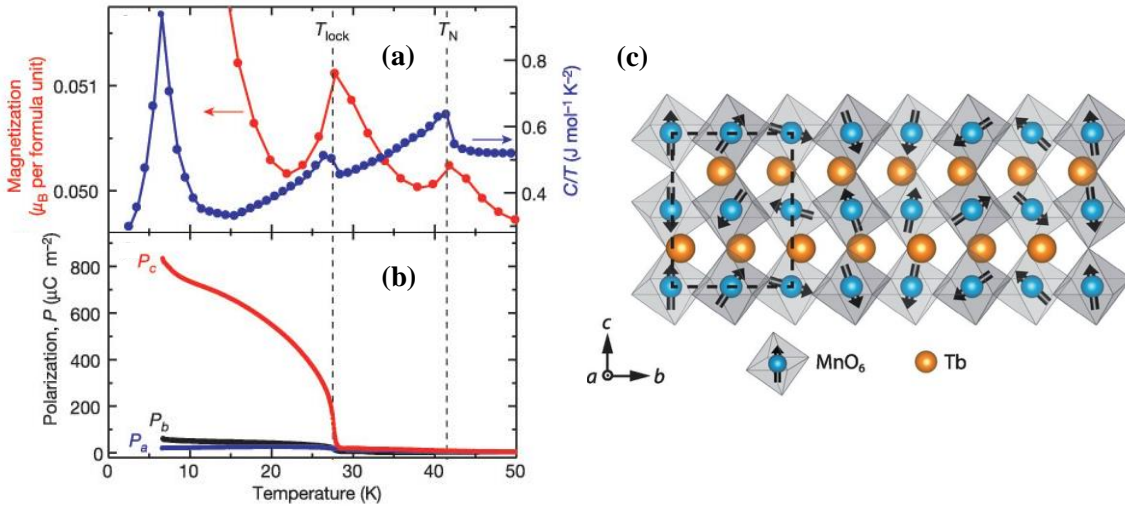 T_lock
T_N
(a)
(c)
Magnetization
(μ_B per formula unit)
0.051
0.050
0.8
0.6
0.4
C/T (J mol⁻¹ K⁻²)
P_c
(b)
800
600
400
200
0
Polarization, P (μC m⁻²)
P_b
P_a
0 10 20 30 40 50
Temperature (K)
c
a b
MnO₆
Tb